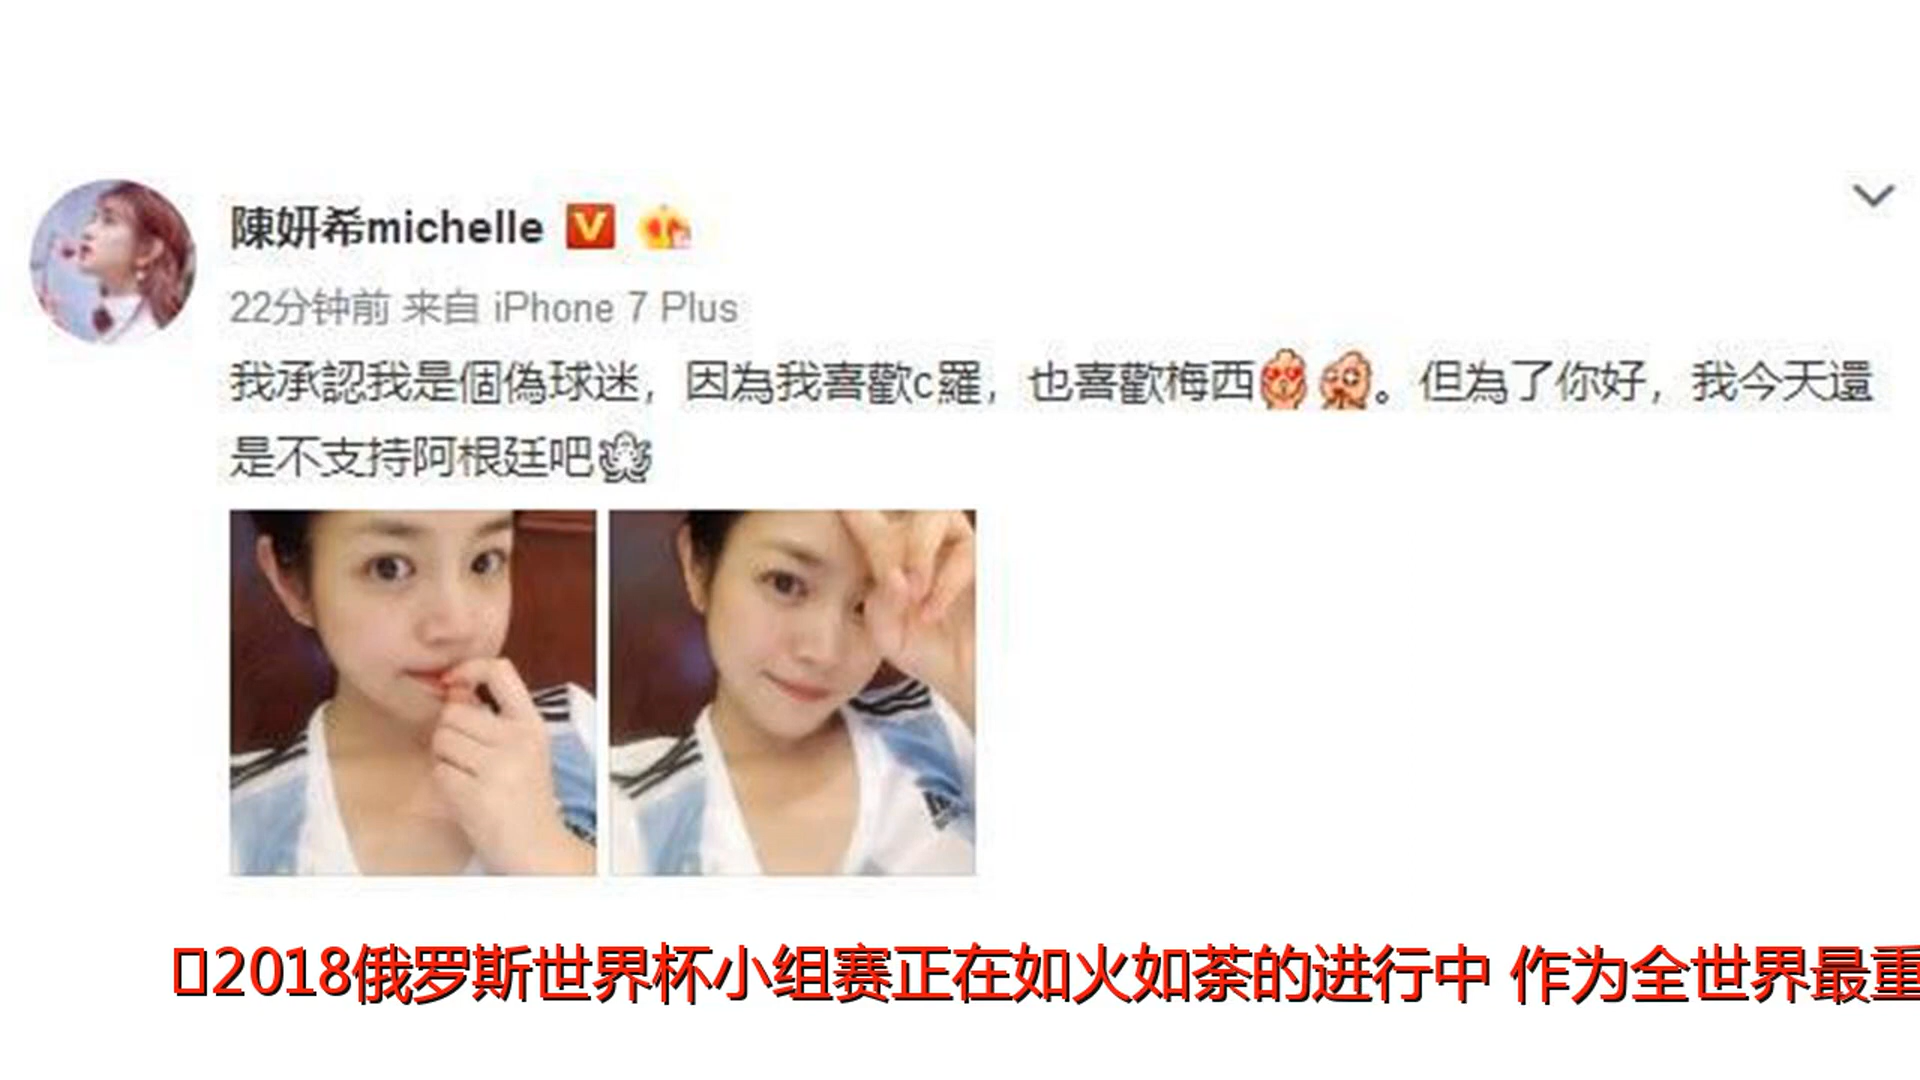 陳妍希michelle
22分钟前 来自 iPhone 7 Plus
我承認我是個偽球迷，因為我喜歡c羅，也喜歡梅西。但為了你好，我今天還
是不支持阿根廷吧
2018俄罗斯世界杯小组赛正在如火如荼的进行中 作为全世界最重